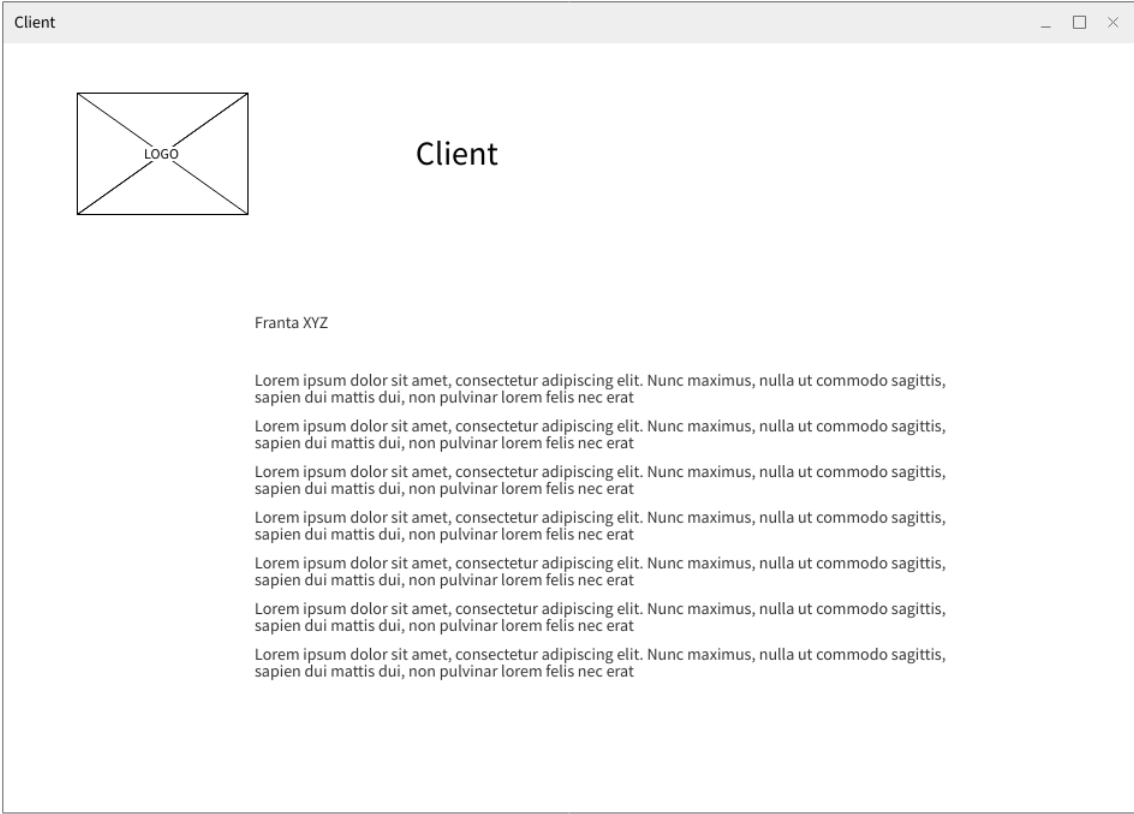 Client
LOGO
Client
Franta XYZ
Lorem ipsum dolor sit amet, consectetur adipiscing elit. Nunc maximus, nulla ut commodo sagittis,
sapien dui mattis dui, non pulvinar lorem felis nec erat
Lorem ipsum dolor sit amet, consectetur adipiscing elit. Nunc maximus, nulla ut commodo sagittis,
sapien dui mattis dui, non pulvinar lorem felis nec erat
Lorem ipsum dolor sit amet, consectetur adipiscing elit. Nunc maximus, nulla ut commodo sagittis,
sapien dui mattis dui, non pulvinar lorem felis nec erat
Lorem ipsum dolor sit amet, consectetur adipiscing elit. Nunc maximus, nulla ut commodo sagittis,
sapien dui mattis dui, non pulvinar lorem felis nec erat
Lorem ipsum dolor sit amet, consectetur adipiscing elit. Nunc maximus, nulla ut commodo sagittis,
sapien dui mattis dui, non pulvinar lorem felis nec erat
Lorem ipsum dolor sit amet, consectetur adipiscing elit. Nunc maximus, nulla ut commodo sagittis,
sapien dui mattis dui, non pulvinar lorem felis nec erat
Lorem ipsum dolor sit amet, consectetur adipiscing elit. Nunc maximus, nulla ut commodo sagittis,
sapien dui mattis dui, non pulvinar lorem felis nec erat